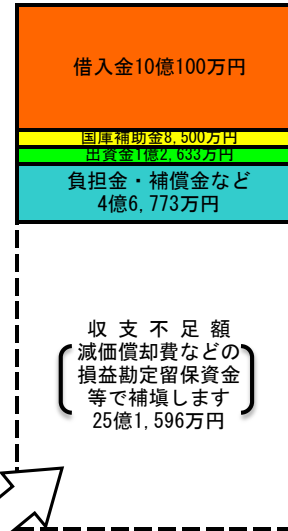 借入金10億100万円
国庫補助金8,500万円
出資金1億2,633万円
負担金・補償金など
4億6,773万円
収 支 不 足 額
減価償却費などの
損益勘定留保資金
等で補塡します
25億1,596万円